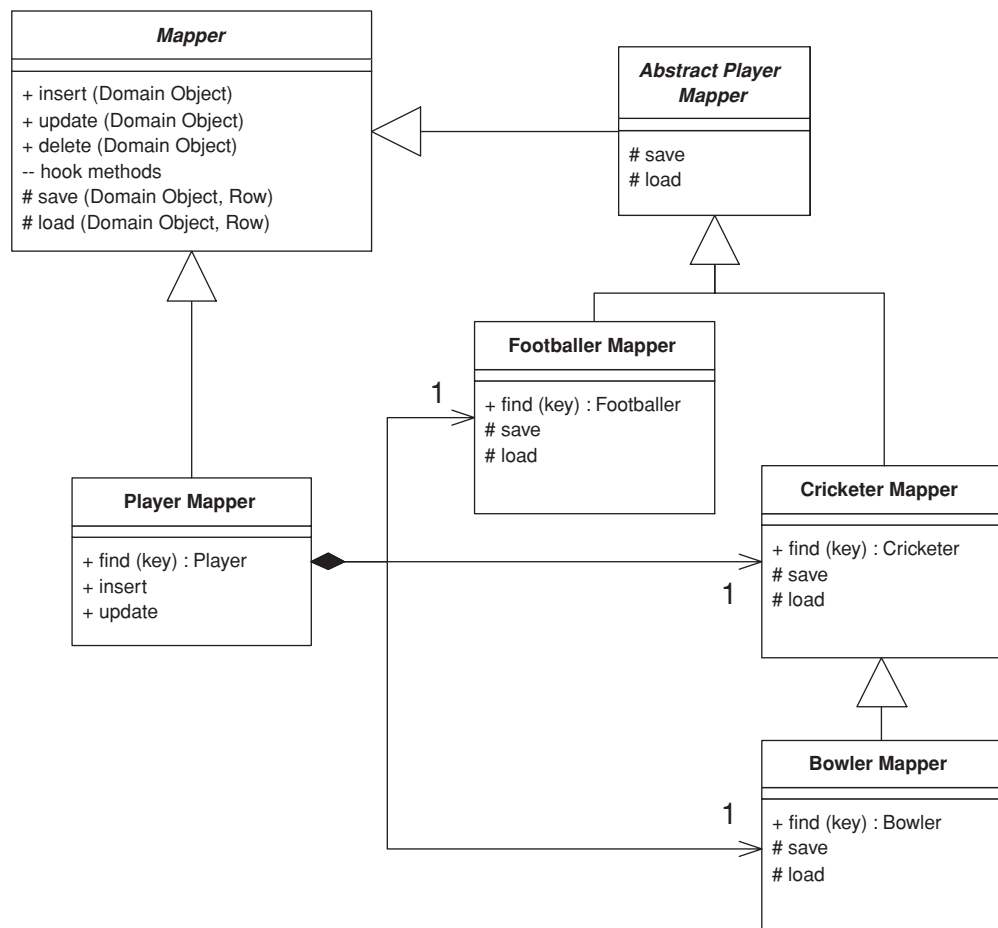 Mapper
+ insert (Domain Object)
+ update (Domain Object)
+ delete (Domain Object)
-- hook methods
# save (Domain Object, Row)
# load (Domain Object, Row)
Abstract Player
Mapper
# save
# load
Footballer Mapper
+ find (key) : Footballer
# save
# load
1
Player Mapper
+ find (key) : Player
+ insert
+ update
Cricketer Mapper
+ find (key) : Cricketer
# save
# load
1
Bowler Mapper
+ find (key) : Bowler
# save
# load
1